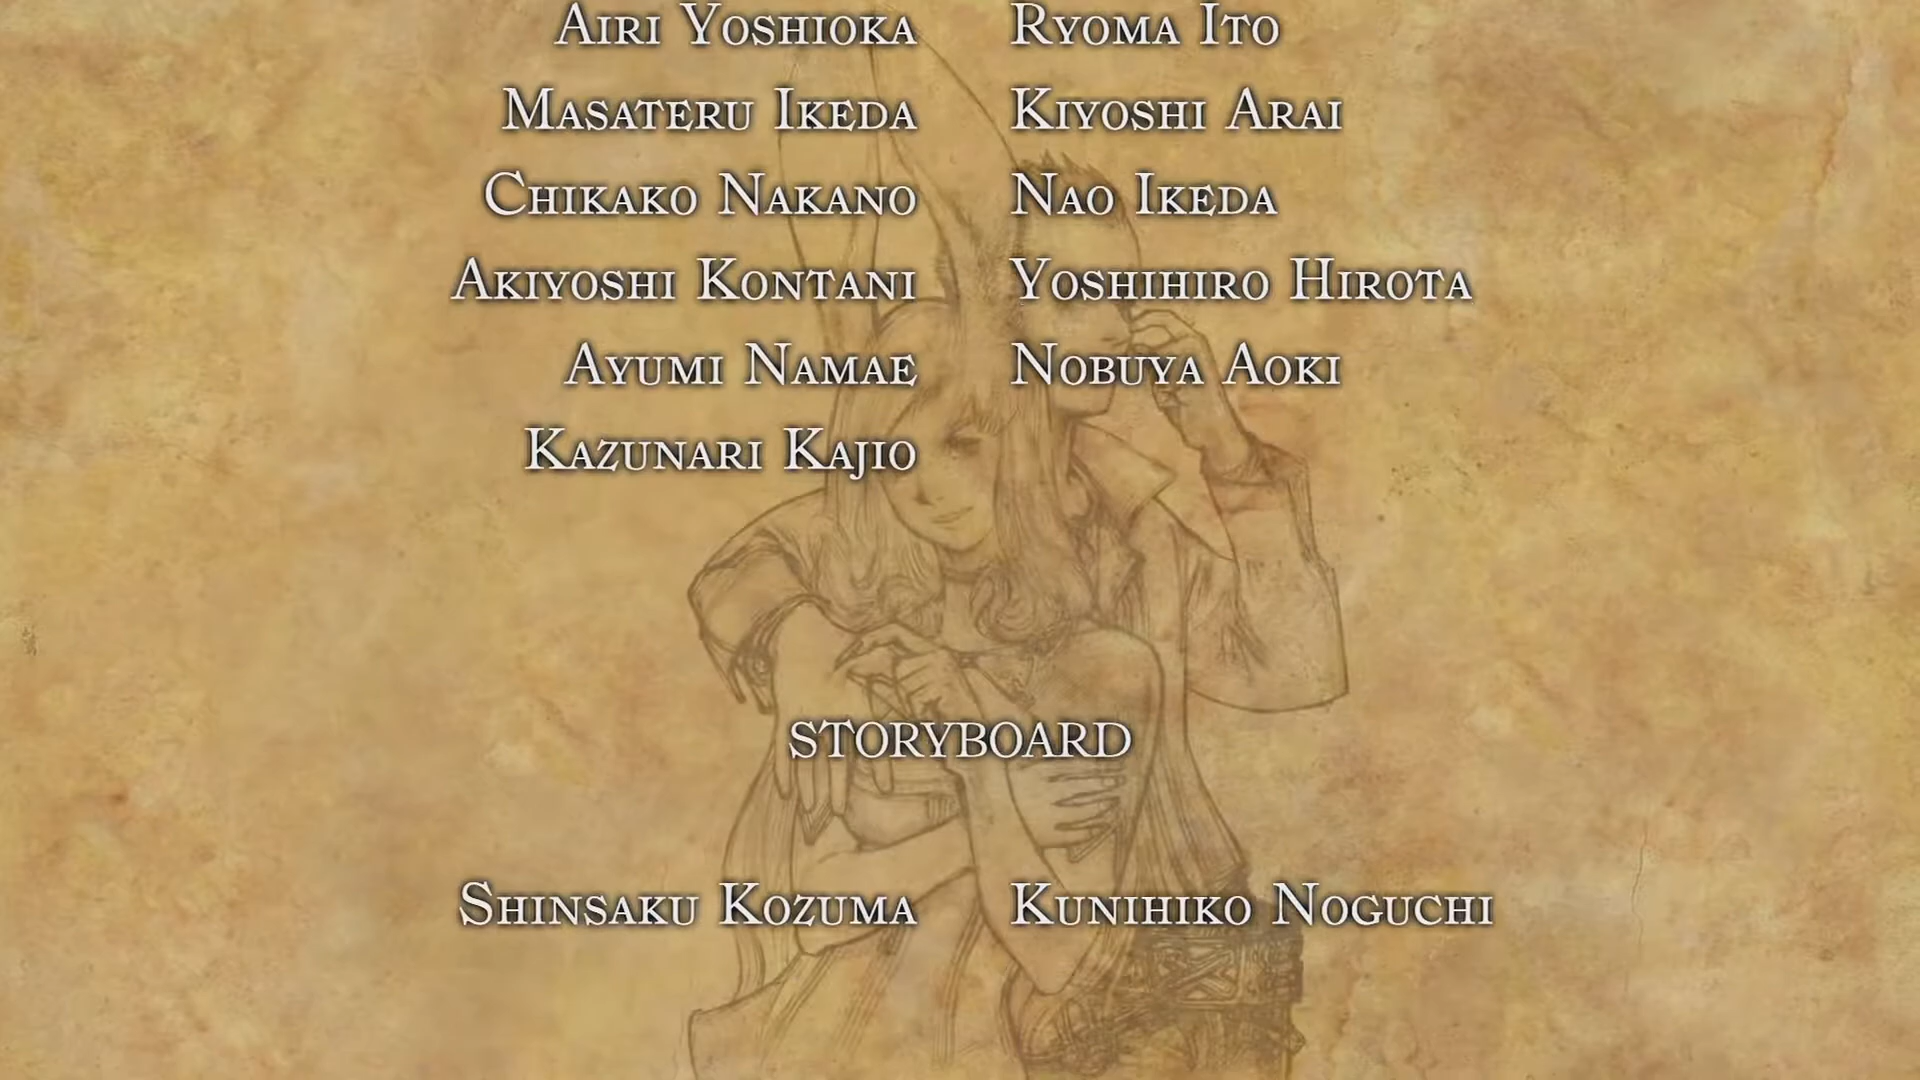 Airi Yoshioka Ryoma Ito
Masateru Ikeda Kiyoshi Arai
Chikako Nakano Nao Ikeda
Akiyoshi Kontani Yoshihiro Hirota
Ayumi Namae Nobuya Aoki
Kazunari Kajio
STORYBOARD
Shinsaku Kozuma Kunihiko Noguchi